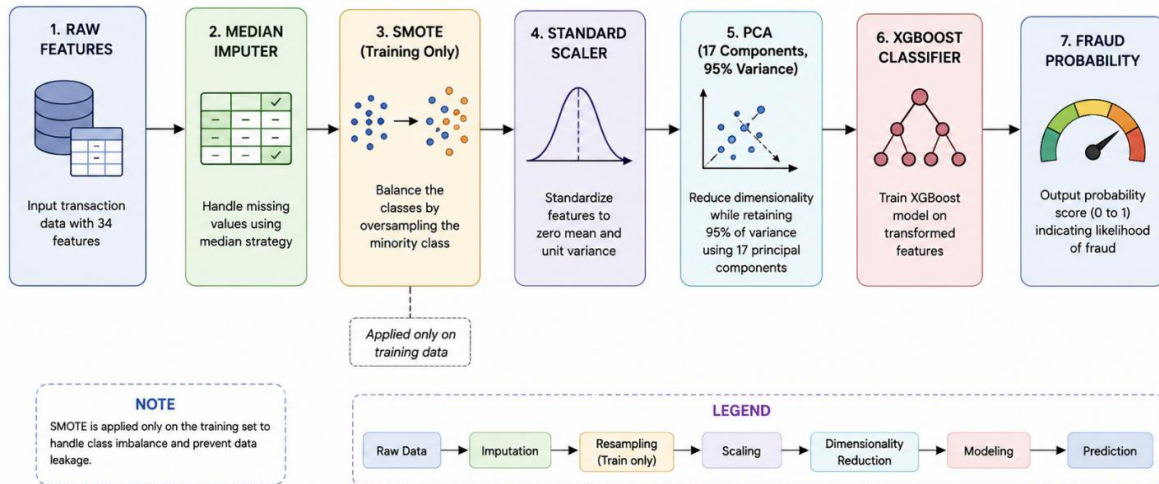 1. RAW
FEATURES
Input transaction
data with 34
features
2. MEDIAN
IMPUTER
Handle missing
values using
median strategy
3. SMOTE
(Training Only)
Balance the
classes by
oversampling the
minority class
Applied only on
training data
4. STANDARD
SCALER
Standardize
features to
zero mean and
unit variance
5. PCA
(17 Components,
95% Variance)
Reduce dimensionality
while retaining
95% of variance
using 17 principal
components
6. XGBOOST
CLASSIFIER
Train XGBoost
model on
transformed
features
7. FRAUD
PROBABILITY
Output probability
score (0 to 1)
indicating likelihood
of fraud
NOTE
SMOTE is applied only on the training set to
handle class imbalance and prevent data
leakage.
LEGEND
Raw Data
Imputation
Resampling
(Train only)
Scaling
Dimensionality
Reduction
Modeling
Prediction